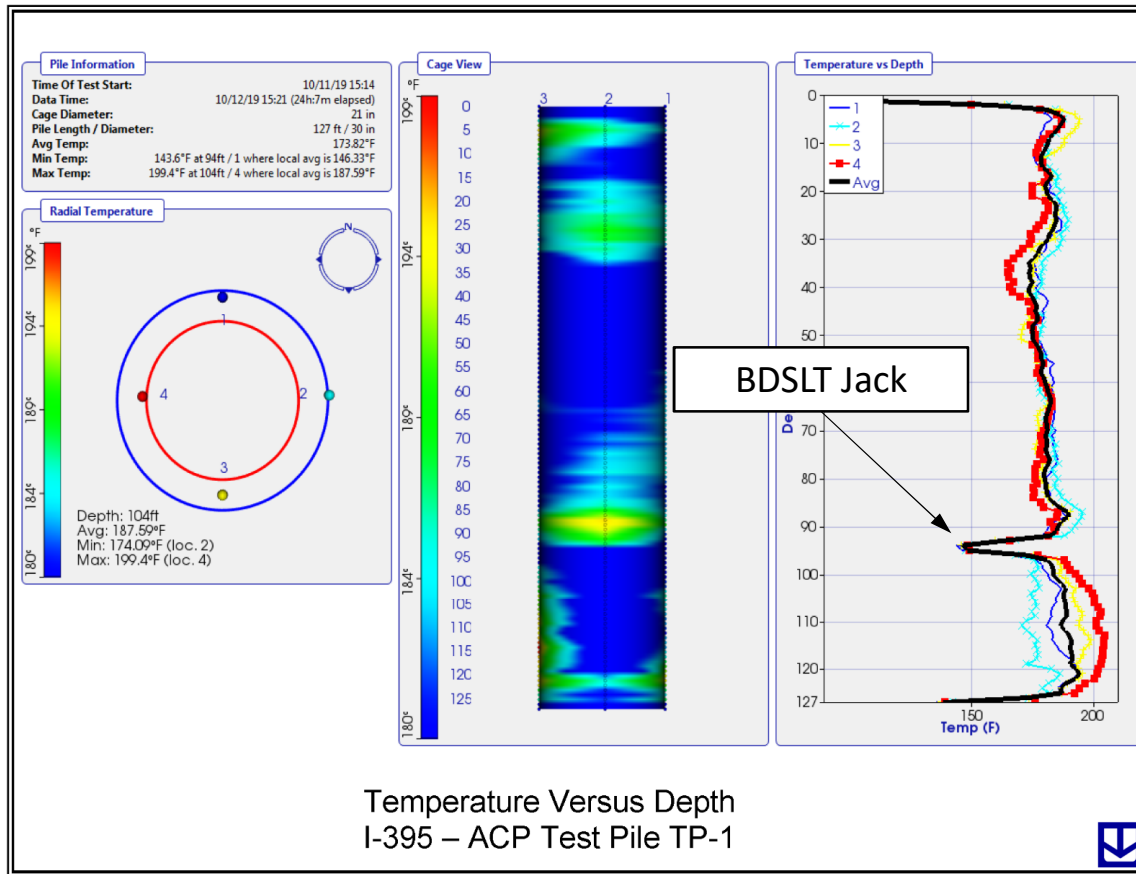 Pile Information
Time Of Test Start: 10/11/19 15:14
Data Time: 10/12/19 15:21 (24h:7m elapsed)
Cage Diameter: 21 in
Pile Length / Diameter: 127 ft / 30 in
Avg Temp: 173.82°F
Min Temp: 143.6°F at 94ft / 1 where local avg is 146.33°F
Max Temp: 199.4°F at 104ft / 4 where local avg is 187.59°F
Radial Temperature
°F
199°
194°
189°
184°
180°
N
1
4 2
3
Depth: 104ft
Avg: 187.59°F
Min: 174.09°F (loc. 2)
Max: 199.4°F (loc. 4)
Cage View
°F
199°
194°
189°
184°
180°
3 2 1
0
5
10
15
20
25
30
35
40
45
50
55
60
65
70
75
80
85
90
95
100
105
110
115
120
125
Temperature vs Depth
0
10
20
30
40
50
70
80
90
100
110
120
127
De
1
2
3
4
Avg
BDSLT Jack
150 200
Temp (F)
Temperature Versus Depth
I-395 – ACP Test Pile TP-1